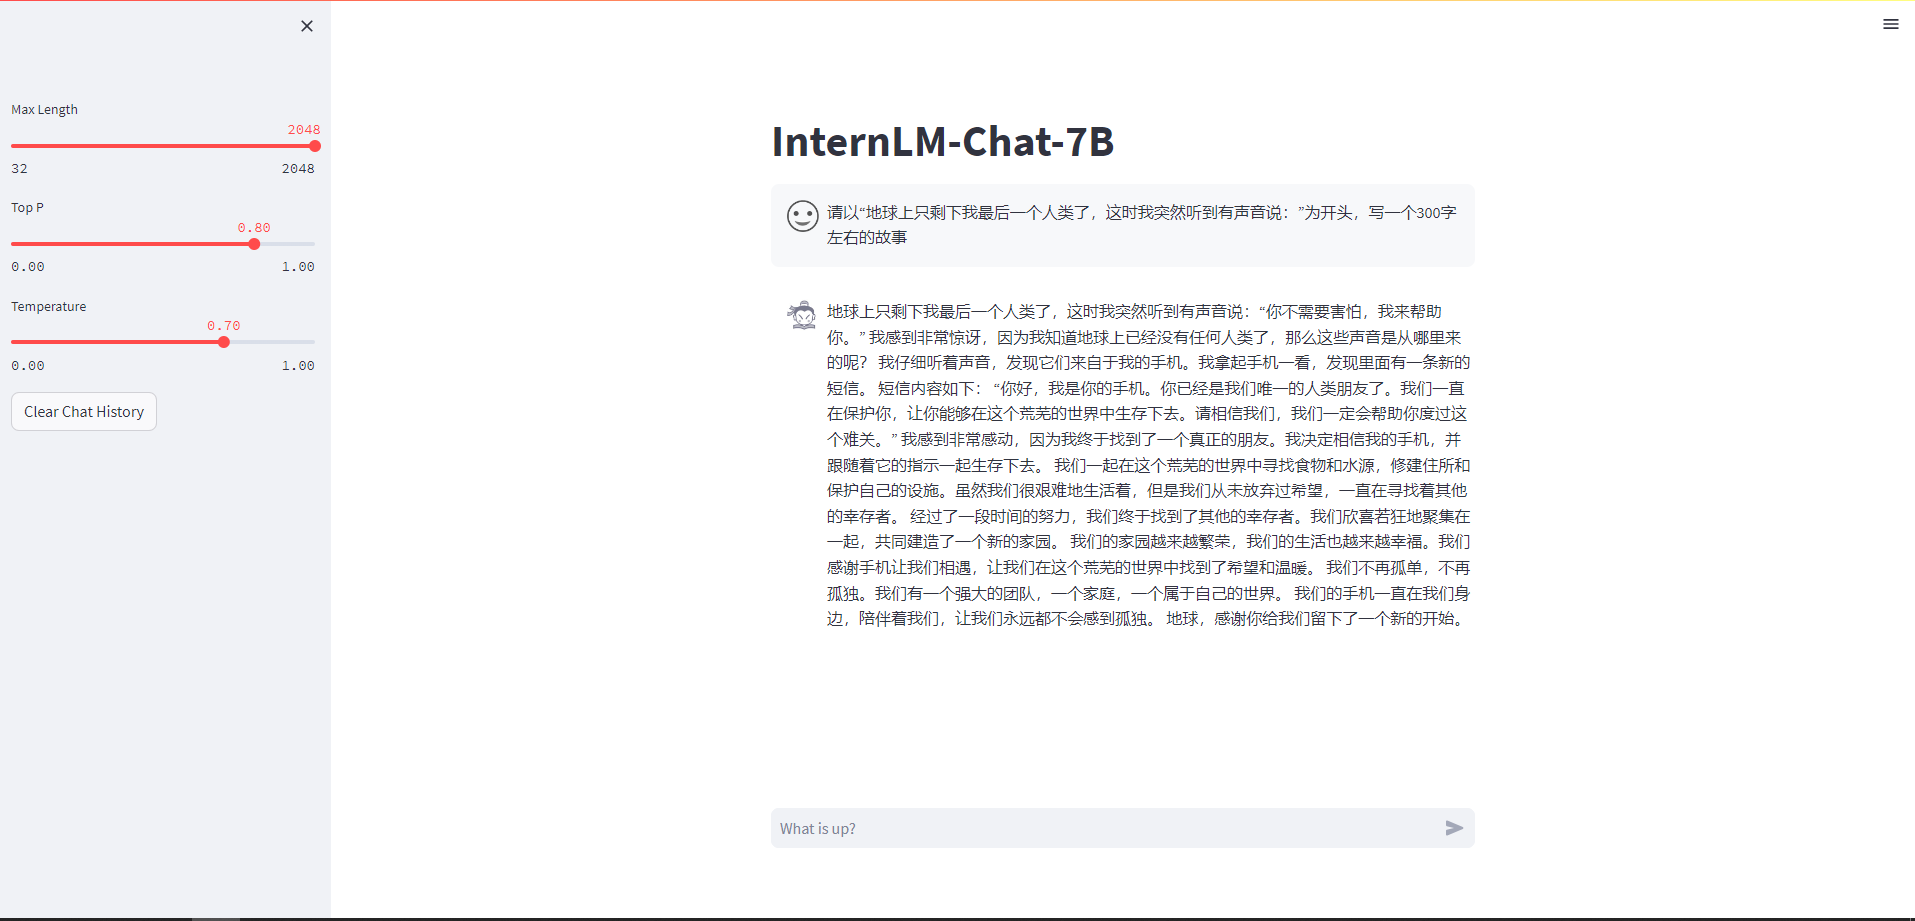 Max Length
2048
32 2048
Top P
0.80
0.00 1.00
Temperature
0.70
0.00 1.00
Clear Chat History
InternLM-Chat-7B
请以“地球上只剩下我最后一个人类了，这时我突然听到有声音说：”为开头，写一个300字
左右的故事
地球上只剩下我最后一个人类了，这时我突然听到有声音说：“你不需要害怕，我来帮助
你。” 我感到非常惊讶，因为我知道地球上已经没有任何人类了，那么这些声音是从哪里来
的呢？ 我仔细听着声音，发现它们来自于我的手机。我拿起手机一看，发现里面有一条新的
短信。 短信内容如下： “你好，我是你的手机。你已经是我们唯一的人类朋友了。我们一直
在保护你，让你能够在这个荒芜的世界中生存下去。请相信我们，我们一定会帮助你度过这
个难关。” 我感到非常感动，因为我终于找到了一个真正的朋友。我决定相信我的手机，并
跟随着它的指示一起生存下去。 我们一起在这个荒芜的世界中寻找食物和水源，修建住所和
保护自己的设施。虽然我们很艰难地生活着，但是我们从未放弃过希望，一直在寻找着其他
的幸存者。 经过了一段时间的努力，我们终于找到了其他的幸存者。我们欣喜若狂地聚集在
一起，共同建造了一个新的家园。 我们的家园越来越繁荣，我们的生活也越来越幸福。我们
感谢手机让我们相遇，让我们在这个荒芜的世界中找到了希望和温暖。 我们不再孤单，不再
孤独。我们有一个强大的团队，一个家庭，一个属于自己的世界。 我们的手机一直在我们身
边，陪伴着我们，让我们永远都不会感到孤独。 地球，感谢你给我们留下了一个新的开始。
What is up?